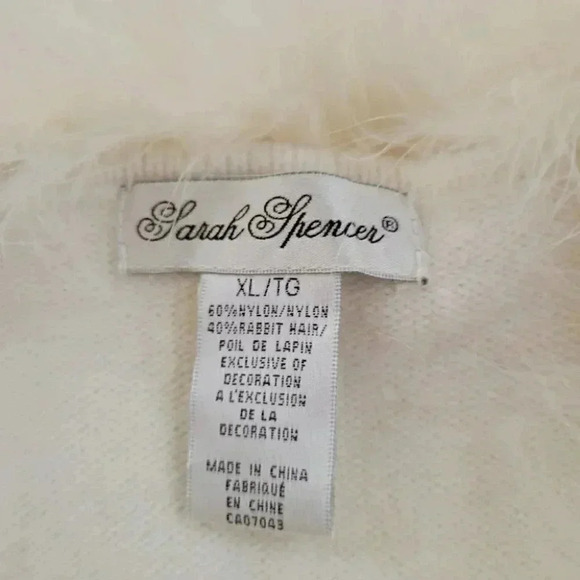 Sarah Spencer®
XL/TG
60%NYLON/NYLON
40%RABBIT HAIR/
POIL DE LAPIN
EXCLUSIVE OF
DECORATION
A L'EXCLUSION
DE LA
DECORATION
MADE IN CHINA
FABRIQUÉ
EN CHINE
CA07043